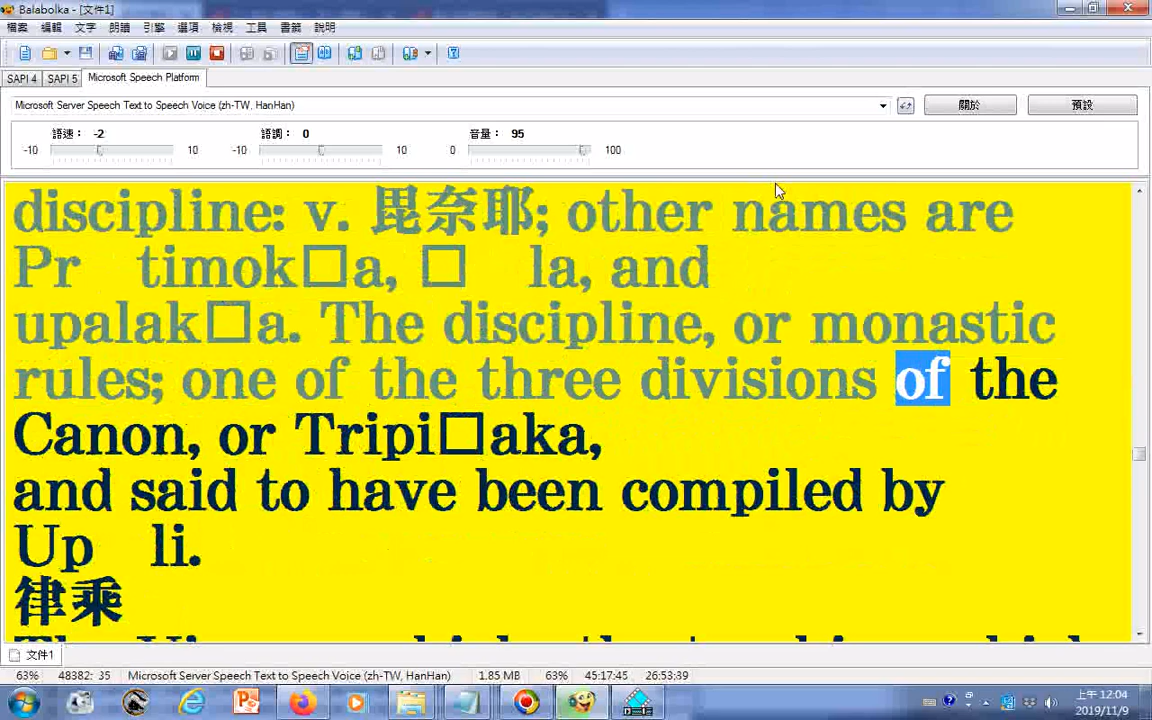 Balabolka - [文件1]
檔案 編輯 文字 朗讀 引擎 選項 檢視 工具 書籤 說明
SAPI 4 SAPI 5 Microsoft Speech Platform
Microsoft Server Speech Text to Speech Voice (zh-TW, HanHan) 關於 預設
語速： -2 語調： 0 音量： 95
-10 10 -10 10 0 100
discipline: v. 毘奈耶; other names are
Pr　timok□a, □　la, and
upalak□a. The discipline, or monastic
rules; one of the three divisions of the
Canon, or Tripi□aka,
and said to have been compiled by
Up　li.
律乘
文件1
63% 48382: 35 Microsoft Server Speech Text to Speech Voice (zh-TW, HanHan) 1.85 MB 63% 45:17:45 26:53:39
上午 12:04
2019/11/9